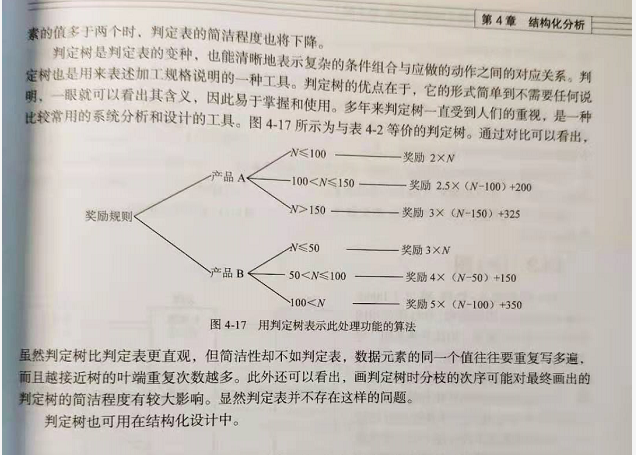 第4章 结构化分析
素的值多于两个时，判定表的简洁程度也将下降。
判定树是判定表的变种，也能清晰地表示复杂的条件组合与应做的动作之间的对应关系。判
定树也是用来表述加工规格说明的一种工具。判定树的优点在于，它的形式简单到不需要任何说
明，一眼就可以看出其含义，因此易于掌握和使用。多年来判定树一直受到人们的重视，是一种
比较常用的系统分析和设计的工具。图 4-17 所示为与表 4-2 等价的判定树。通过对比可以看出，
N≤100 奖励 2×N
产品 A 100<N≤150 奖励 2.5×（N-100）+200
N>150 奖励 3×（N-150）+325
奖励规则
N≤50 奖励 3×N
产品 B 50<N≤100 奖励 4×（N-50）+150
100<N 奖励 5×（N-100）+350
图 4-17 用判定树表示此处理功能的算法
虽然判定树比判定表更直观，但简洁性却不如判定表，数据元素的同一个值往往要重复写多遍，
而且越接近树的叶端重复次数越多。此外还可以看出，画判定树时分枝的次序可能对最终画出的
判定树的简洁程度有较大影响。显然判定表并不存在这样的问题。
判定树也可用在结构化设计中。